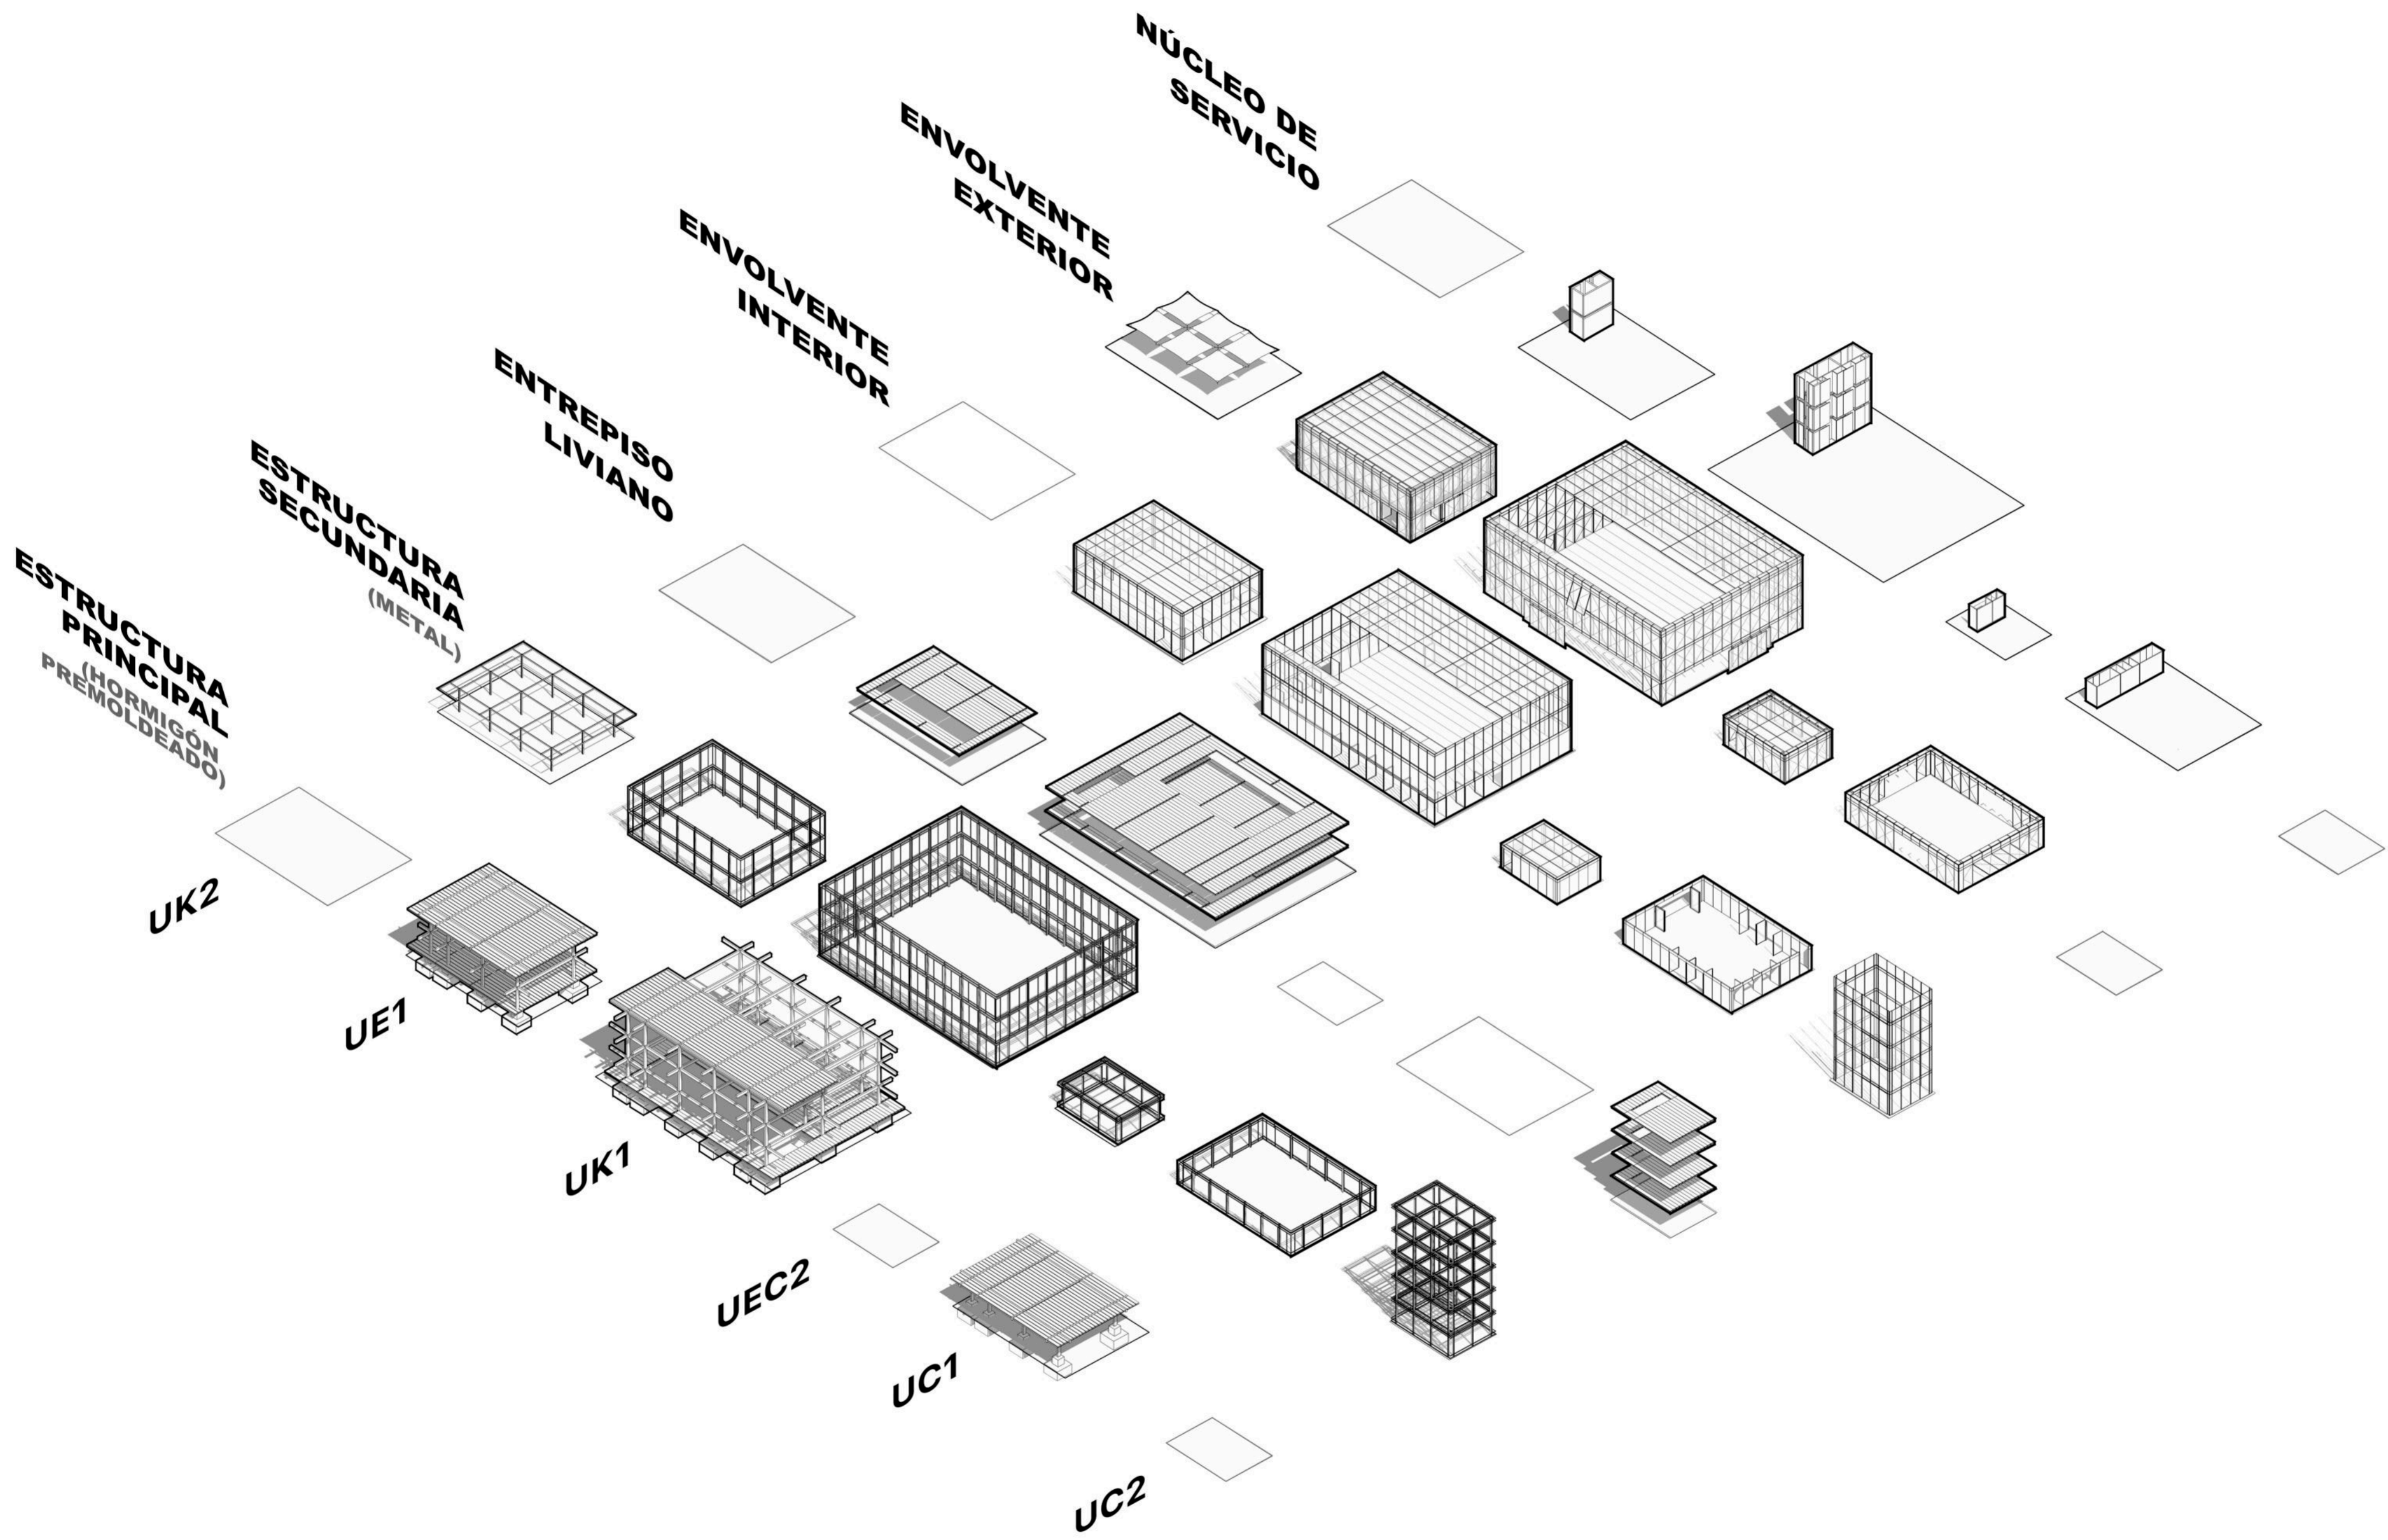 NÚCLEO DE
SERVICIO
ENVOLVENTE
EXTERIOR
ENVOLVENTE
INTERIOR
ENTREPISO
LIVIANO
ESTRUCTURA
SECUNDARIA
(METAL)
ESTRUCTURA
PRINCIPAL
(HORMIGÓN
PREMOLDEADO)
UK2
UE1
UK1
UEC2
UC1
UC2